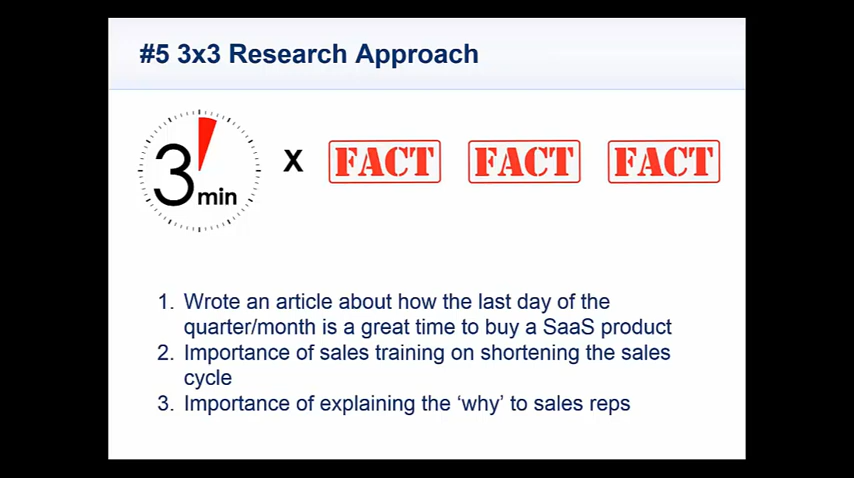 #5 3x3 Research Approach
3 min X FACT FACT FACT
1. Wrote an article about how the last day of the
quarter/month is a great time to buy a SaaS product
2. Importance of sales training on shortening the sales
cycle
3. Importance of explaining the ‘why’ to sales reps